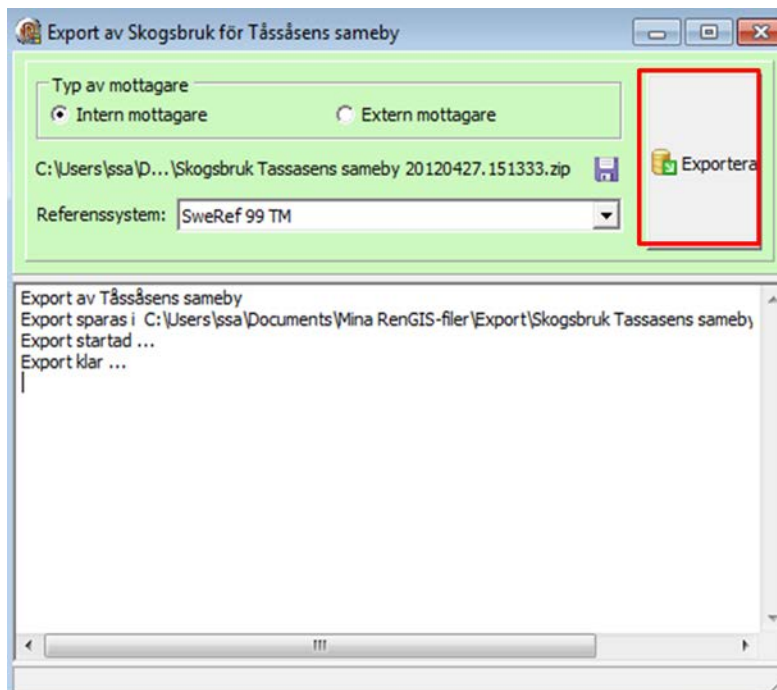 Export av Skogsbruk för Tåssåsens sameby
Typ av mottagare
Intern mottagare
Extern mottagare
C:\Users\ssa\D...\Skogsbruk Tassasens sameby 20120427.151333.zip
Exportera
Referenssystem:
SweRef 99 TM
Export av Tåssåsens sameby
Export sparas i C:\Users\ssa\Documents\Mina RenGIS-filer\Export\Skogsbruk Tassasens sameby
Export startad ...
Export klar ...